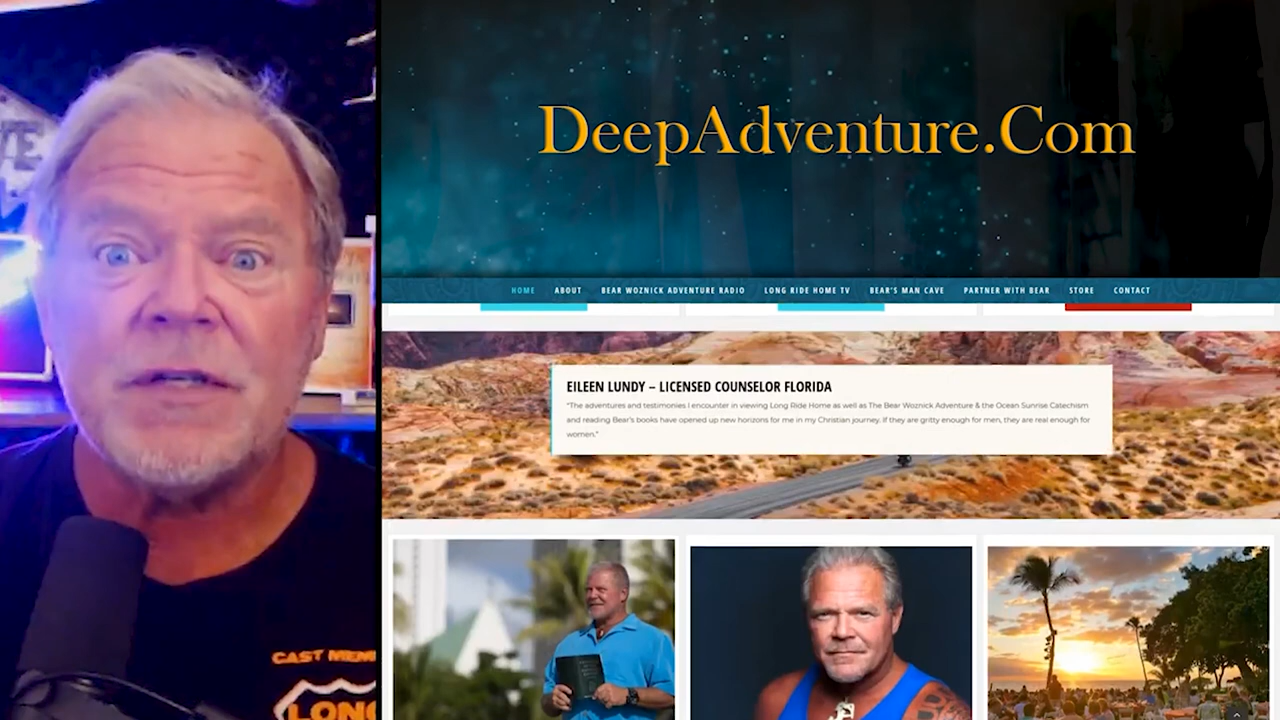 DeepAdventure.Com
HOME ABOUT BEAR WOZNICK ADVENTURE RADIO LONG RIDE HOME TV BEAR'S MAN CAVE PARTNER WITH BEAR STORE CONTACT
EILEEN LUNDY – LICENSED COUNSELOR FLORIDA
"The adventures and testimonies I encounter in viewing Long Ride Home as well as The Bear Woznick Adventure & the Ocean Sunrise Catechism
and reading Bear's books have opened up new horizons for me in my Christian journey. If they are gritty enough for men, they are real enough for
women."
CAST MEM
LONG